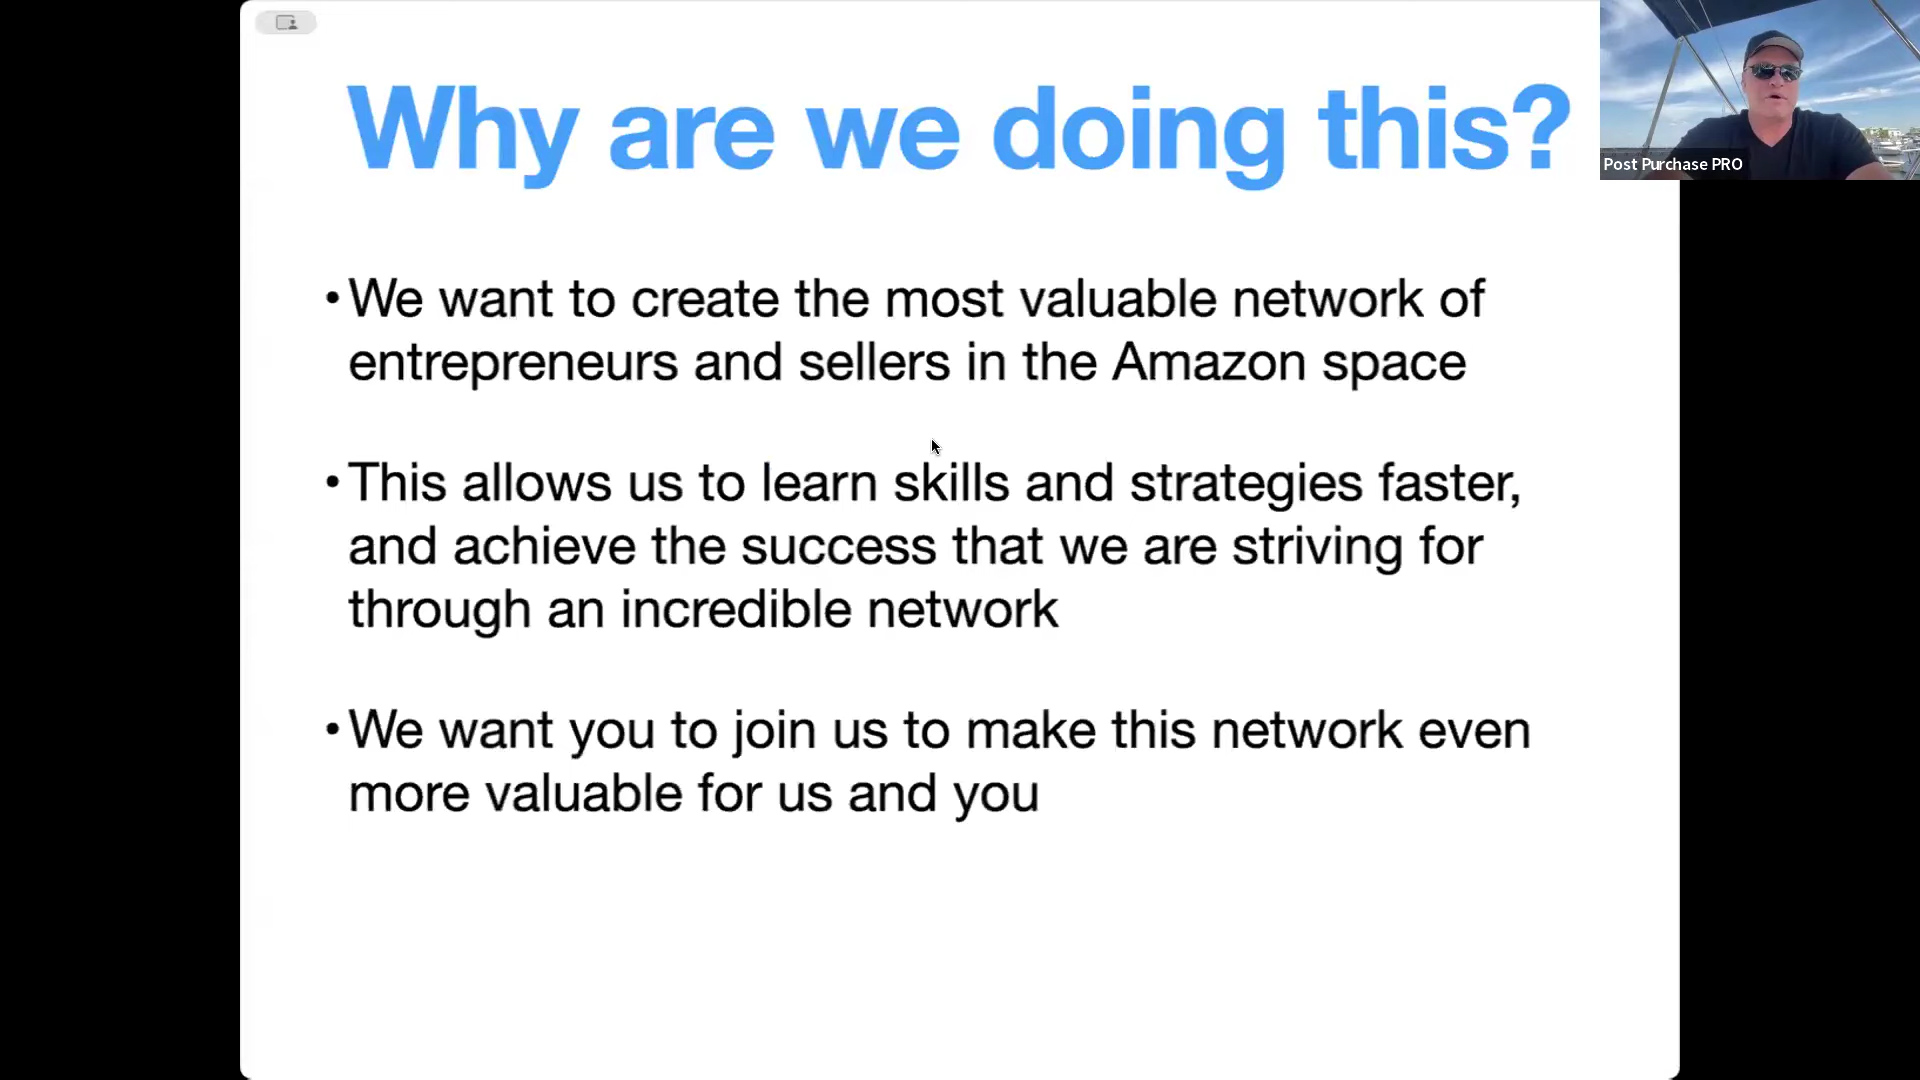 Why are we doing this?
Post Purchase PRO
•We want to create the most valuable network of
entrepreneurs and sellers in the Amazon space
•This allows us to learn skills and strategies faster,
and achieve the success that we are striving for
through an incredible network
•We want you to join us to make this network even
more valuable for us and you